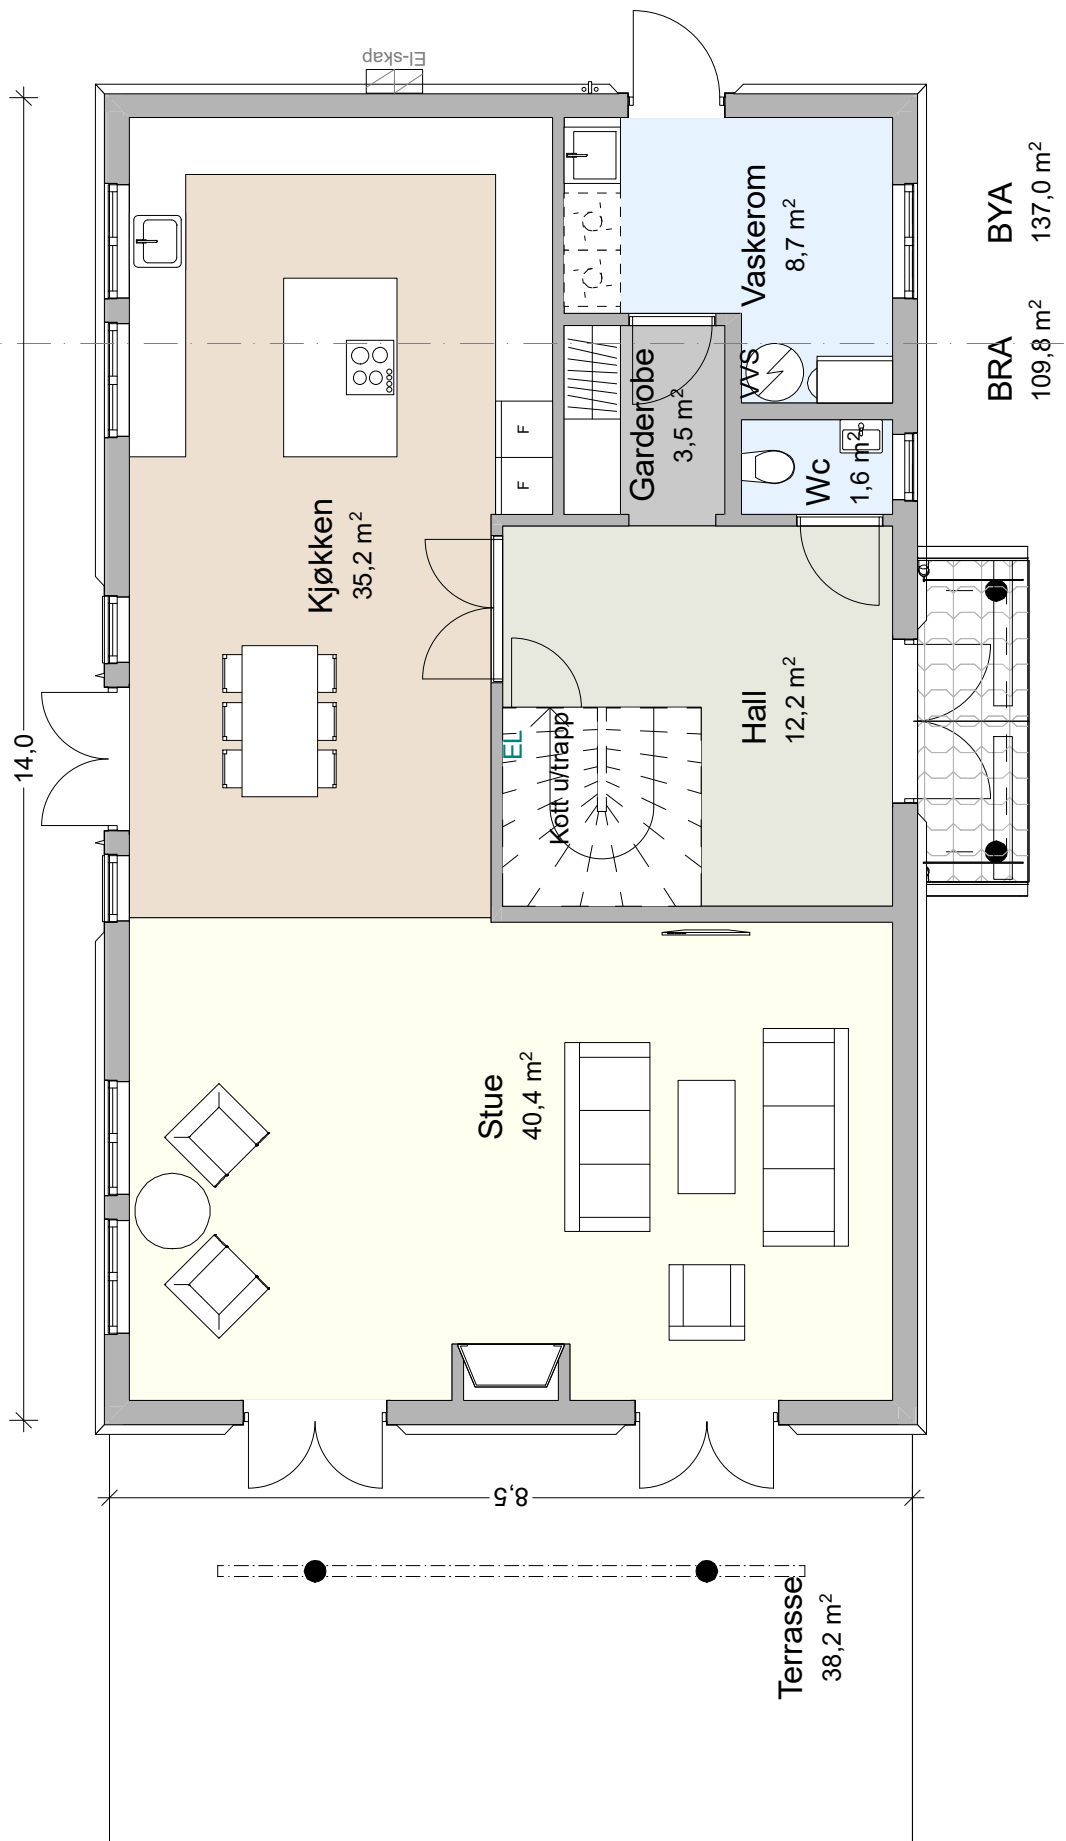 El-skap
14,0
Kjøkken
35,2 m²
F
F
Vaskerom
8,7 m²
VVS
Garderobe
3,5 m²
Wc
1,6 m²
EL
Kott u/trapp
Hall
12,2 m²
Stue
40,4 m²
8,5
Terrasse
38,2 m²
BRA
109,8 m²
BYA
137,0 m²